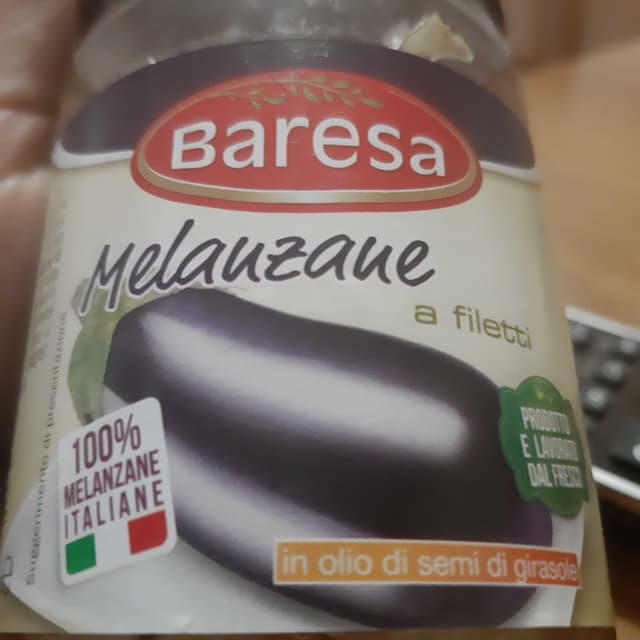 Baresa
Melanzane
a filetti
Suggerimento di presentazione
100%
MELANZANE
ITALIANE
PRODOTTO
E LAVORATO
DAL FRESCO
in olio di semi di girasole